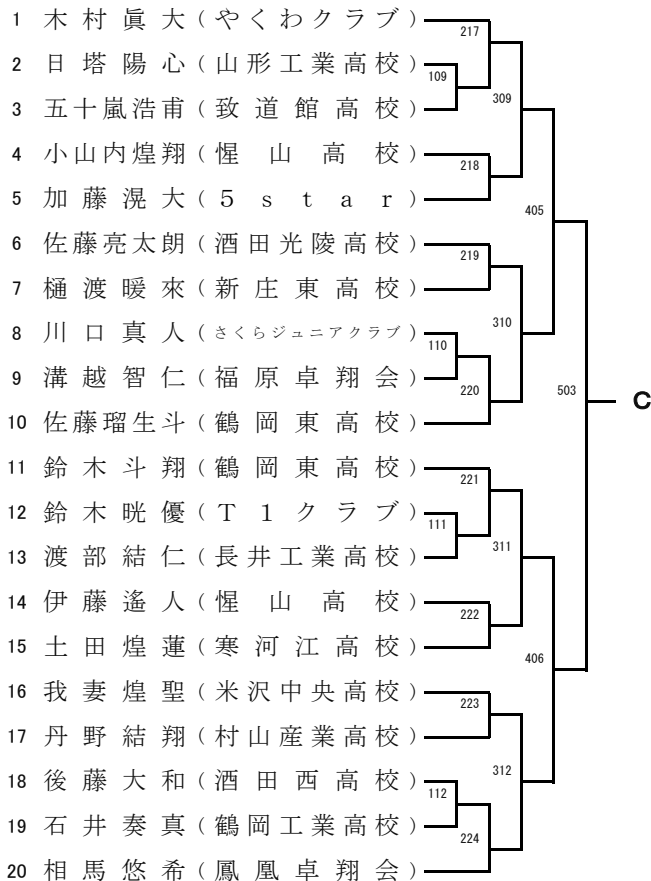 1 木村眞大(やくわクラブ)
217
2 日塔陽心(山形工業高校)
109
309
3 五十嵐浩甫(致道館高校)
4 小山内煌翔(惺山高校)
218
5 加藤滉大(5star)
405
6 佐藤亮太朗(酒田光陵高校)
219
7 樋渡暖來(新庄東高校)
310
8 川口真人(さくらジュニアクラブ)
110
9 溝越智仁(福原卓翔会)
220
503
C
10 佐藤瑠生斗(鶴岡東高校)
11 鈴木斗翔(鶴岡東高校)
221
12 鈴木晄優(T1クラブ)
111
311
13 渡部結仁(長井工業高校)
14 伊藤遙人(惺山高校)
222
15 土田煌蓮(寒河江高校)
406
16 我妻煌聖(米沢中央高校)
223
17 丹野結翔(村山産業高校)
312
18 後藤大和(酒田西高校)
112
19 石井奏真(鶴岡工業高校)
224
20 相馬悠希(鳳凰卓翔会)